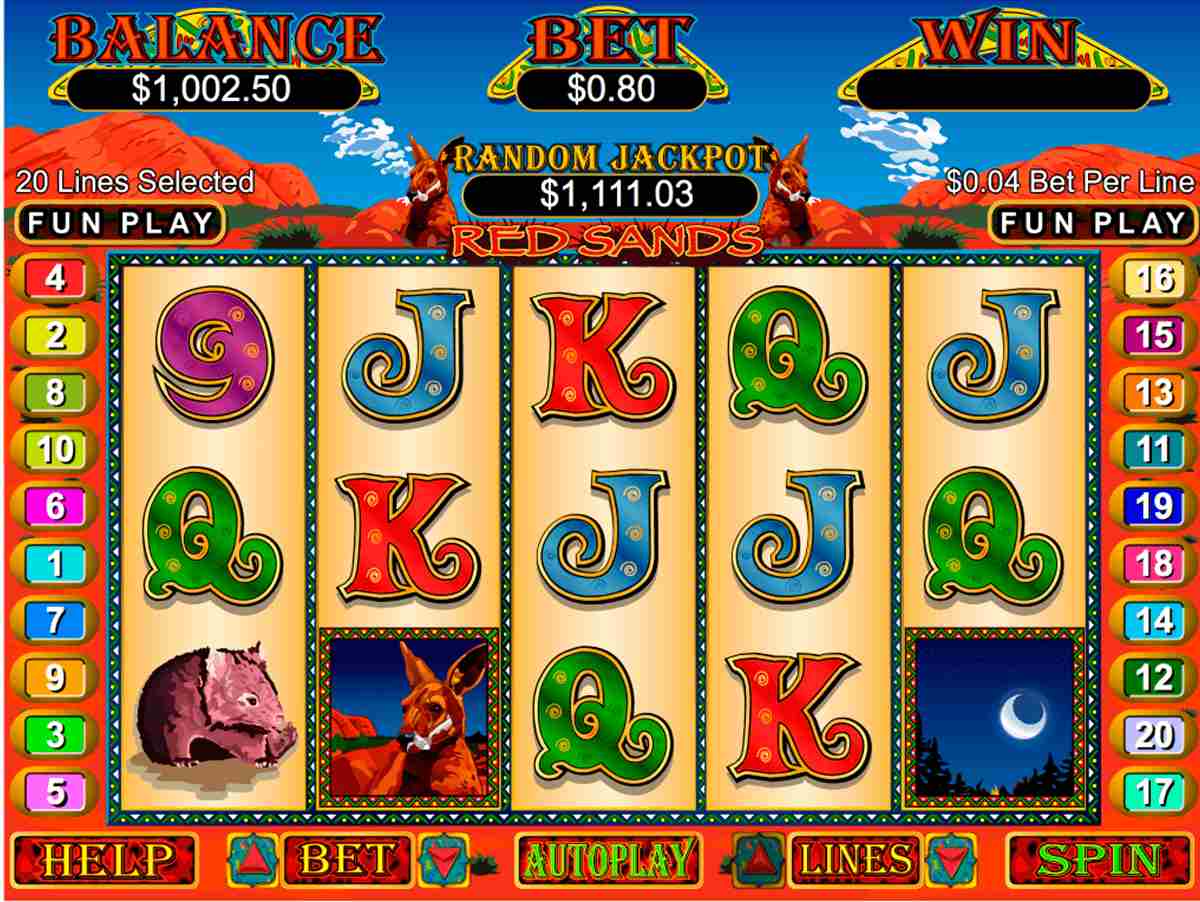 BALANCE BET WIN
$1,002.50 $0.80
RANDOM JACKPOT
20 Lines Selected $1,111.03 $0.04 Bet Per Line
FUN PLAY FUN PLAY
RED SANDS
4 16
9 J K Q J
2 15
8 13
10 11
6 19
Q K J J Q
1 18
7 14
9 12
Q K
3 20
5 17
HELP BET AUTOPLAY LINES SPIN